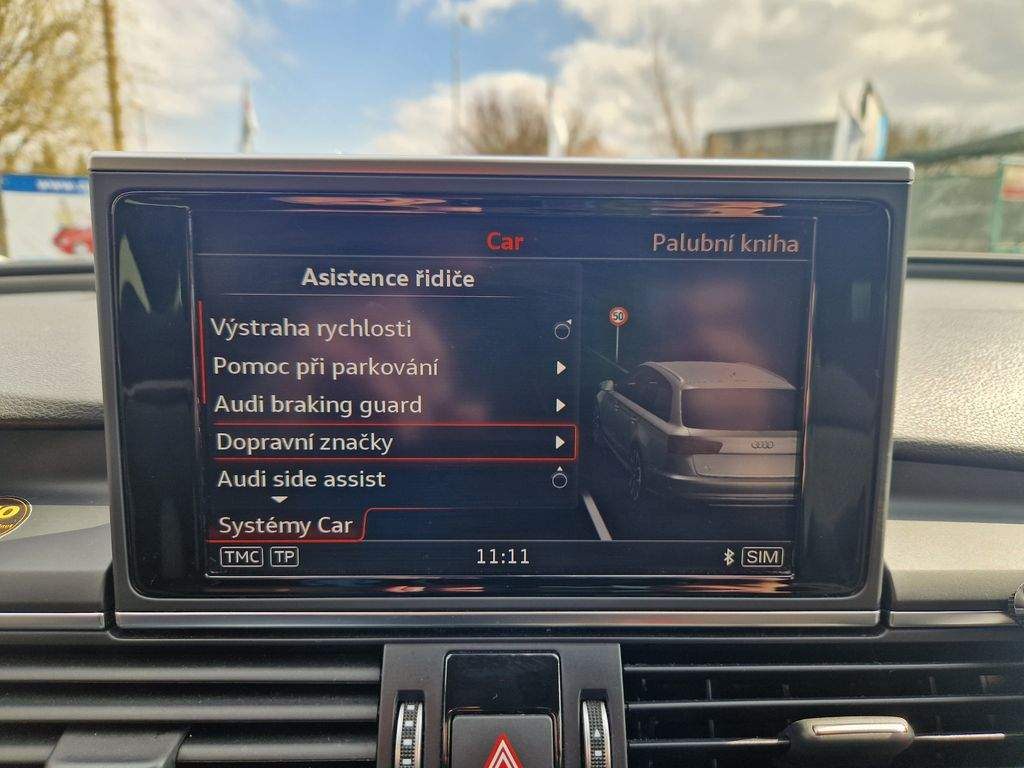 Car
Palubní kniha
Asistence řidiče
Výstraha rychlosti
Pomoc při parkování
Audi braking guard
Dopravní značky
Audi side assist
Systémy Car
50
TMC TP 11:11 SIM